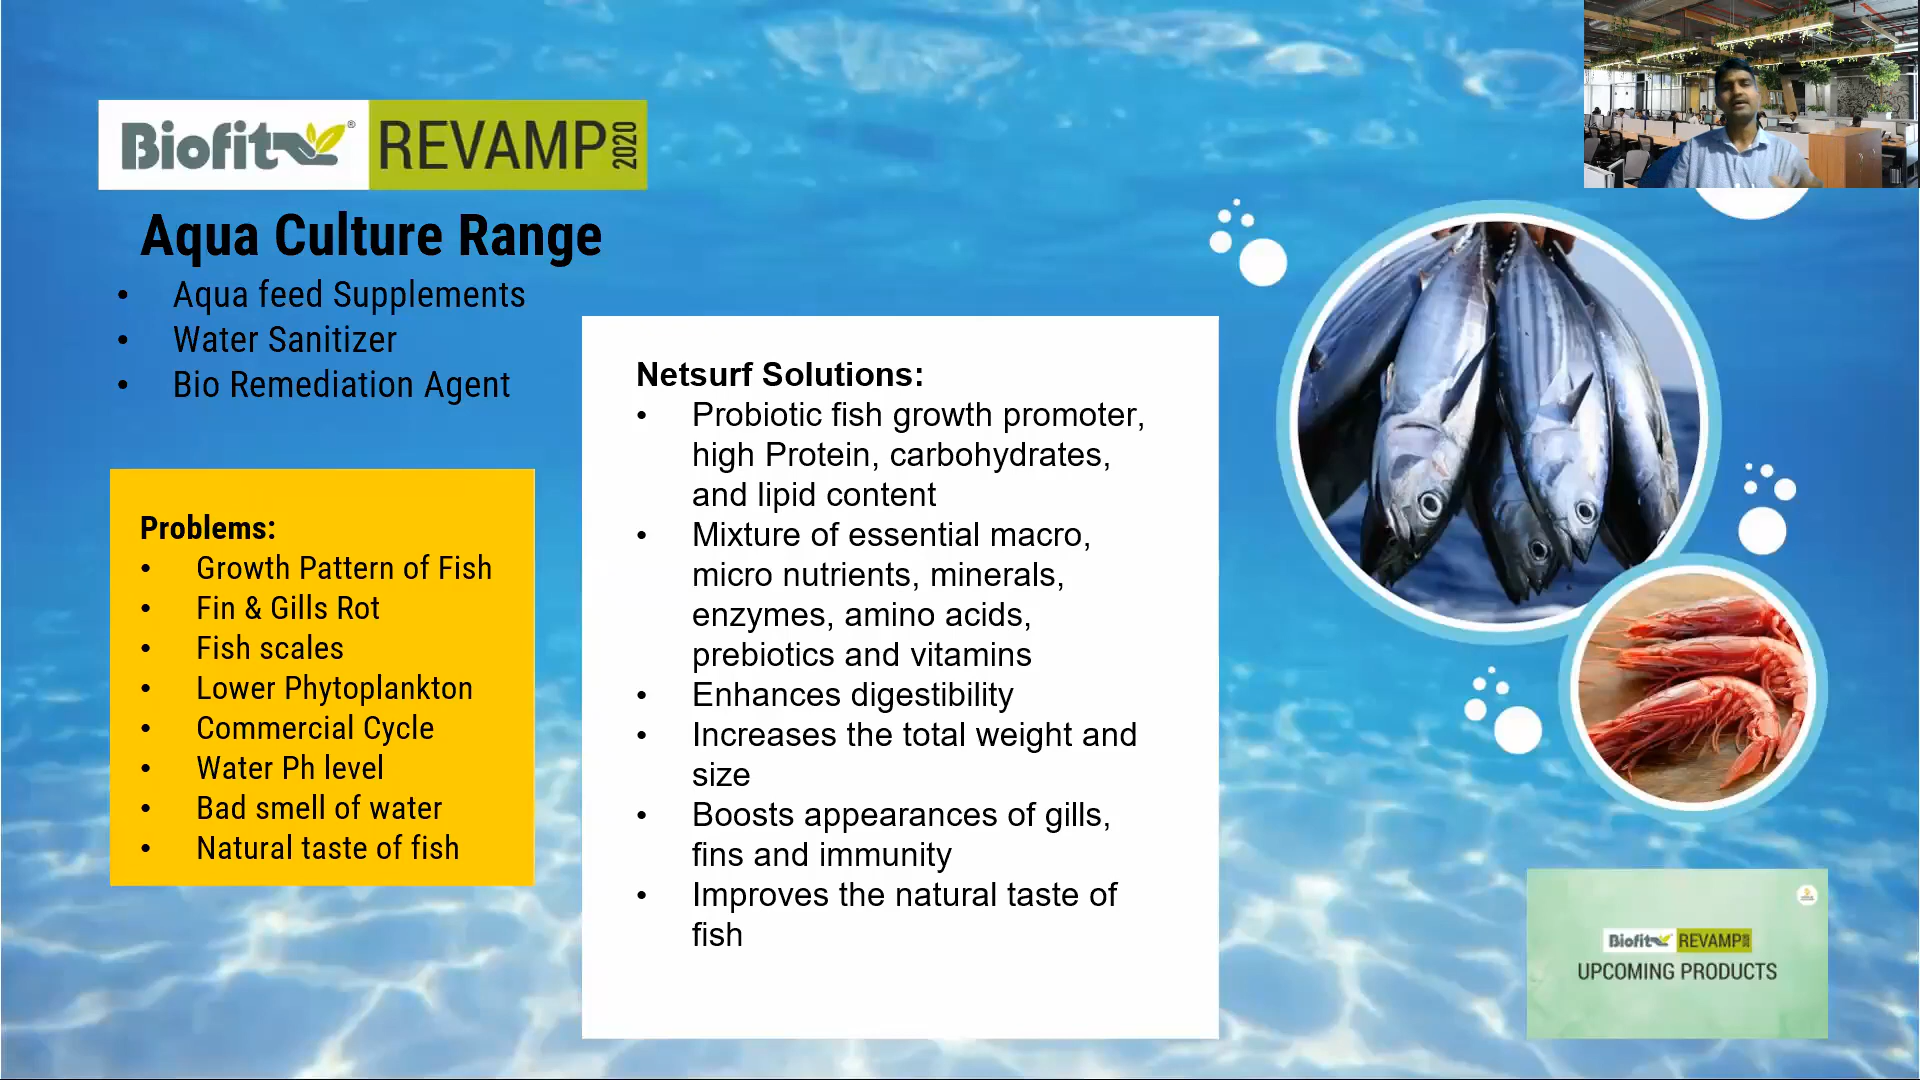 Biofit® REVAMP 2020
Aqua Culture Range
• Aqua feed Supplements
• Water Sanitizer
• Bio Remediation Agent
Problems:
• Growth Pattern of Fish
• Fin & Gills Rot
• Fish scales
• Lower Phytoplankton
• Commercial Cycle
• Water Ph level
• Bad smell of water
• Natural taste of fish
Netsurf Solutions:
• Probiotic fish growth promoter,
high Protein, carbohydrates,
and lipid content
• Mixture of essential macro,
micro nutrients, minerals,
enzymes, amino acids,
prebiotics and vitamins
• Enhances digestibility
• Increases the total weight and
size
• Boosts appearances of gills,
fins and immunity
• Improves the natural taste of
fish
Biofit REVAMP 2020
UPCOMING PRODUCTS